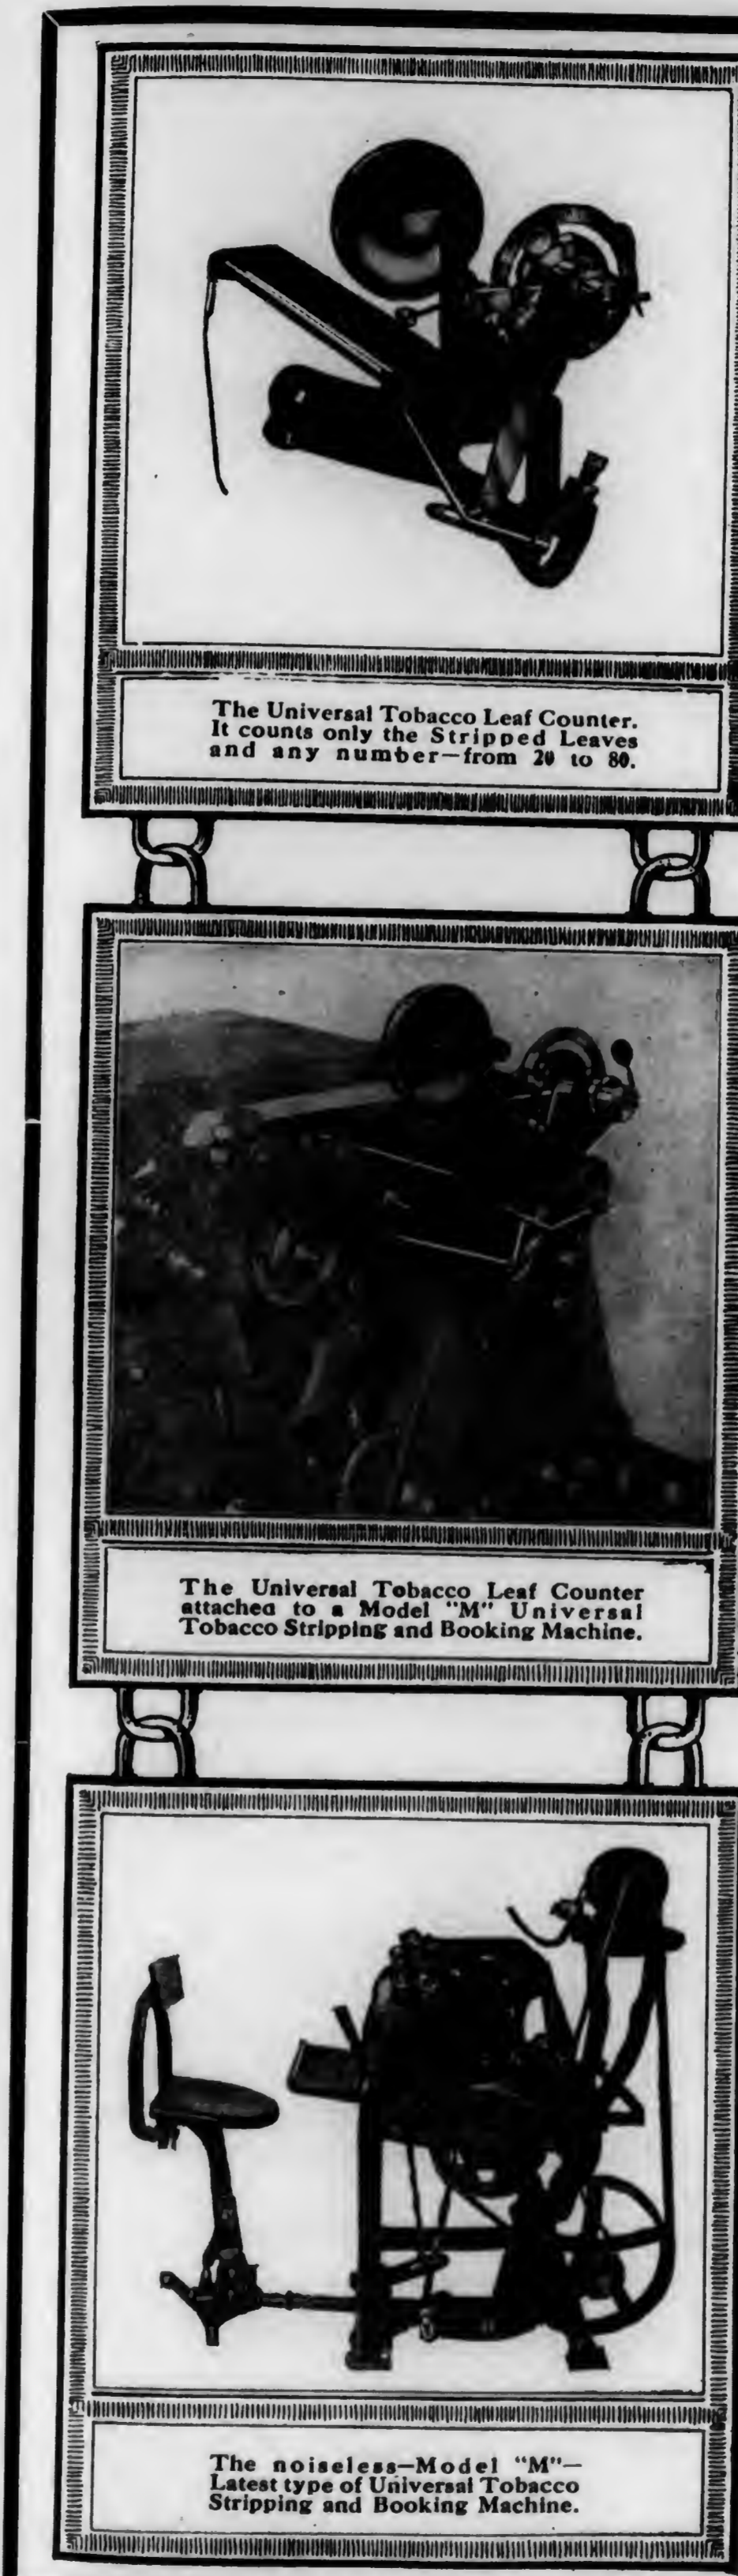 The Universal Tobacco Leaf Counter.
It counts only the Stripped Leaves
and any number—from 20 to 80.
The Universal Tobacco Leaf Counter
attached to a Model "M" Universal
Tobacco Stripping and Booking Machine.
The noiseless—Model "M"—
Latest type of Universal Tobacco
Stripping and Booking Machine.